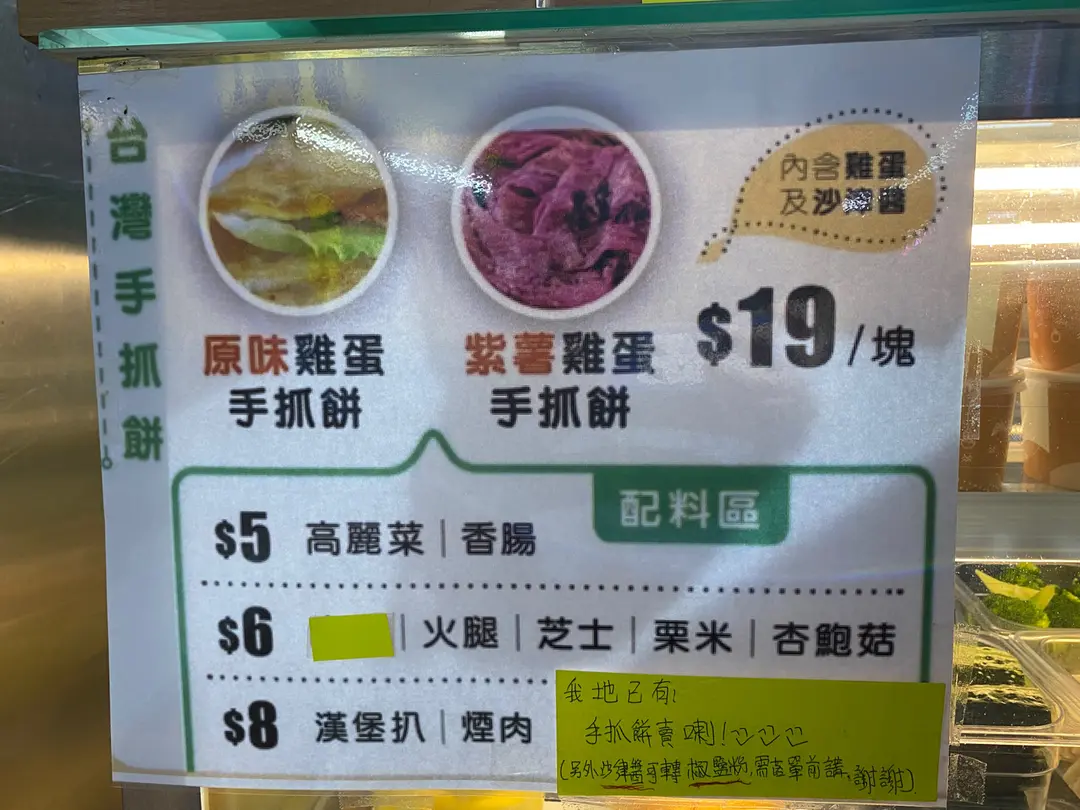 台灣手抓餅
內含雞蛋
及沙律醬
原味雞蛋
手抓餅
紫薯雞蛋
手抓餅
$19/塊
配料區
$5 高麗菜|香腸
$6 |火腿|芝士|栗米|杏鮑菇
$8 漢堡扒|煙肉
我地已有
手抓餅賣喇!
(另外沙律醬可轉椒鹽粉,需落單前講,謝謝)